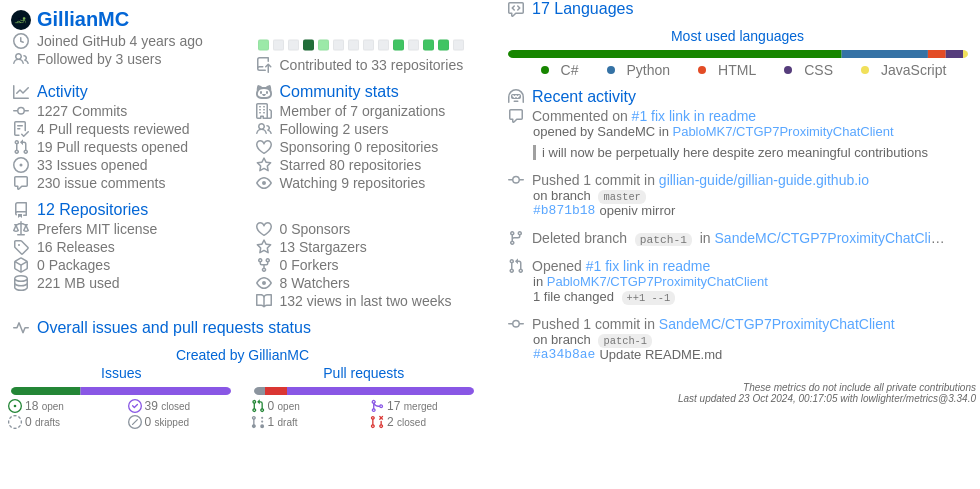 GillianMC
Joined GitHub 4 years ago
Followed by 3 users
Contributed to 33 repositories
Activity
1227 Commits
4 Pull requests reviewed
19 Pull requests opened
33 Issues opened
230 issue comments
Community stats
Member of 7 organizations
Following 2 users
Sponsoring 0 repositories
Starred 80 repositories
Watching 9 repositories
12 Repositories
Prefers MIT license
16 Releases
0 Packages
221 MB used
0 Sponsors
13 Stargazers
0 Forkers
8 Watchers
132 views in last two weeks
Overall issues and pull requests status
Created by GillianMC
Issues
18 open
39 closed
0 drafts
0 skipped
Pull requests
0 open
17 merged
1 draft
2 closed
17 Languages
Most used languages
C# Python HTML CSS JavaScript
Recent activity
Commented on #1 fix link in readme
opened by SandeMC in PabloMK7/CTGP7ProximityChatClient
i will now be perpetually here despite zero meaningful contributions
Pushed 1 commit in gillian-guide/gillian-guide.github.io
on branch master
#b871b18 openiv mirror
Deleted branch patch-1 in SandeMC/CTGP7ProximityChatCli…
Opened #1 fix link in readme
in PabloMK7/CTGP7ProximityChatClient
1 file changed ++1 --1
Pushed 1 commit in SandeMC/CTGP7ProximityChatClient
on branch patch-1
#a34b8ae Update README.md
These metrics do not include all private contributions
Last updated 23 Oct 2024, 00:17:05 with lowlighter/metrics@3.34.0